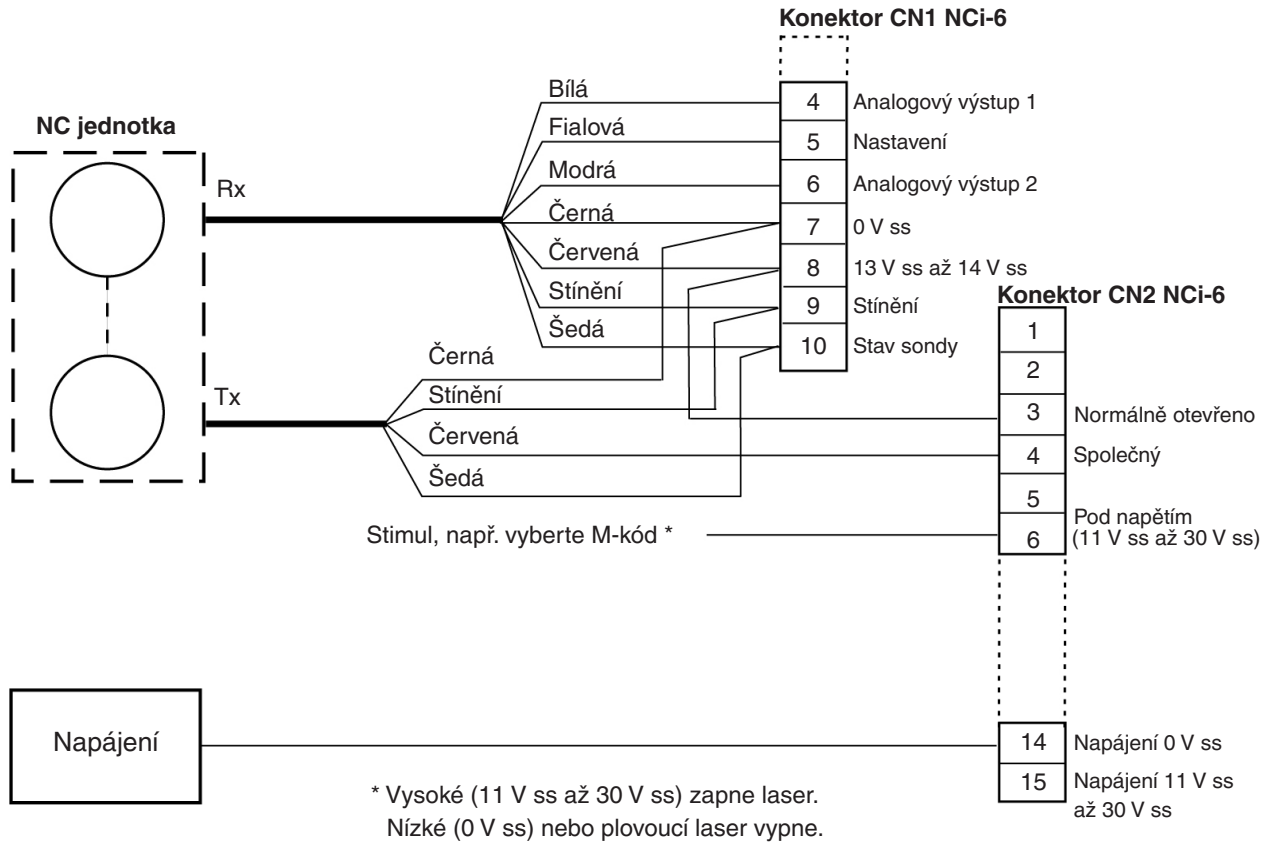 Konektor CN1 NCi-6
NC jednotka
Rx
Tx
Bílá
Fialová
Modrá
Černá
Červená
Stínění
Šedá
4 Analogový výstup 1
5 Nastavení
6 Analogový výstup 2
7 0 V ss
8 13 V ss až 14 V ss
9 Stínění
10 Stav sondy
Černá
Stínění
Červená
Šedá
Konektor CN2 NCi-6
1
2
3 Normálně otevřeno
4 Společný
5
6 Pod napětím
(11 V ss až 30 V ss)
Stimul, např. vyberte M-kód *
Napájení
14 Napájení 0 V ss
15 Napájení 11 V ss
až 30 V ss
* Vysoké (11 V ss až 30 V ss) zapne laser.
Nízké (0 V ss) nebo plovoucí laser vypne.